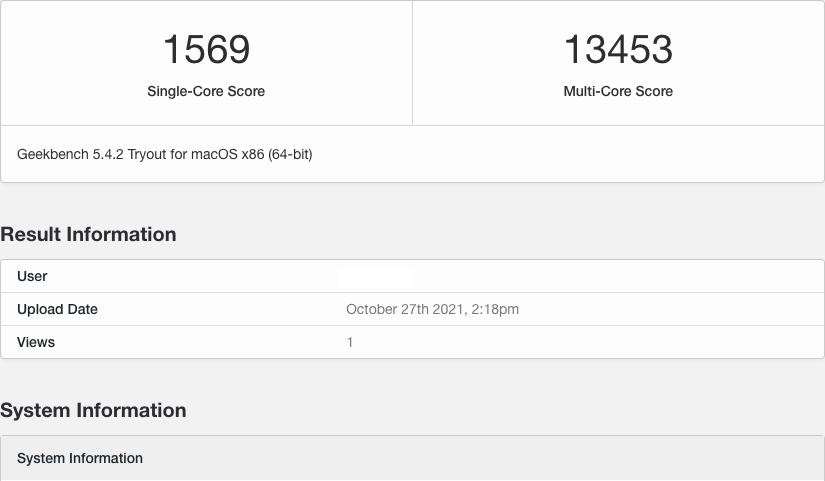 1569
13453
Single-Core Score
Multi-Core Score
Geekbench 5.4.2 Tryout for macOS x86 (64-bit)
Result Information
User
Upload Date October 27th 2021, 2:18pm
Views 1
System Information
System Information